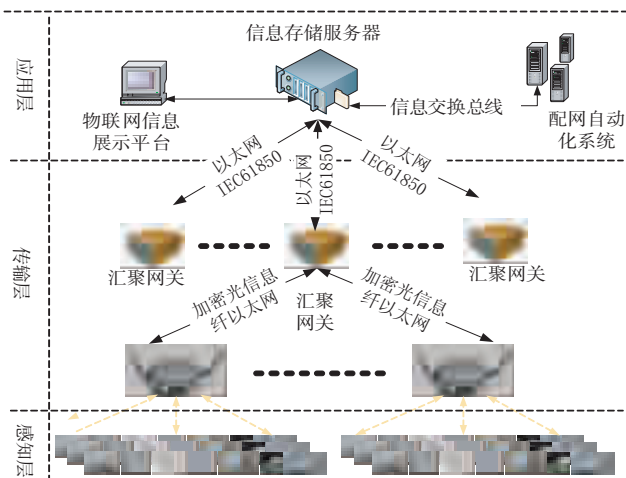 信息存储服务器
应用层
物联网信息
展示平台
信息交换总线
配网自动
化系统
以太网
IEC61850
以太网
IEC61850
以太网
IEC61850
传输层
汇聚网关
汇聚
网关
汇聚网关
加密光信息
纤以太网
加密光信息
纤以太网
感知层